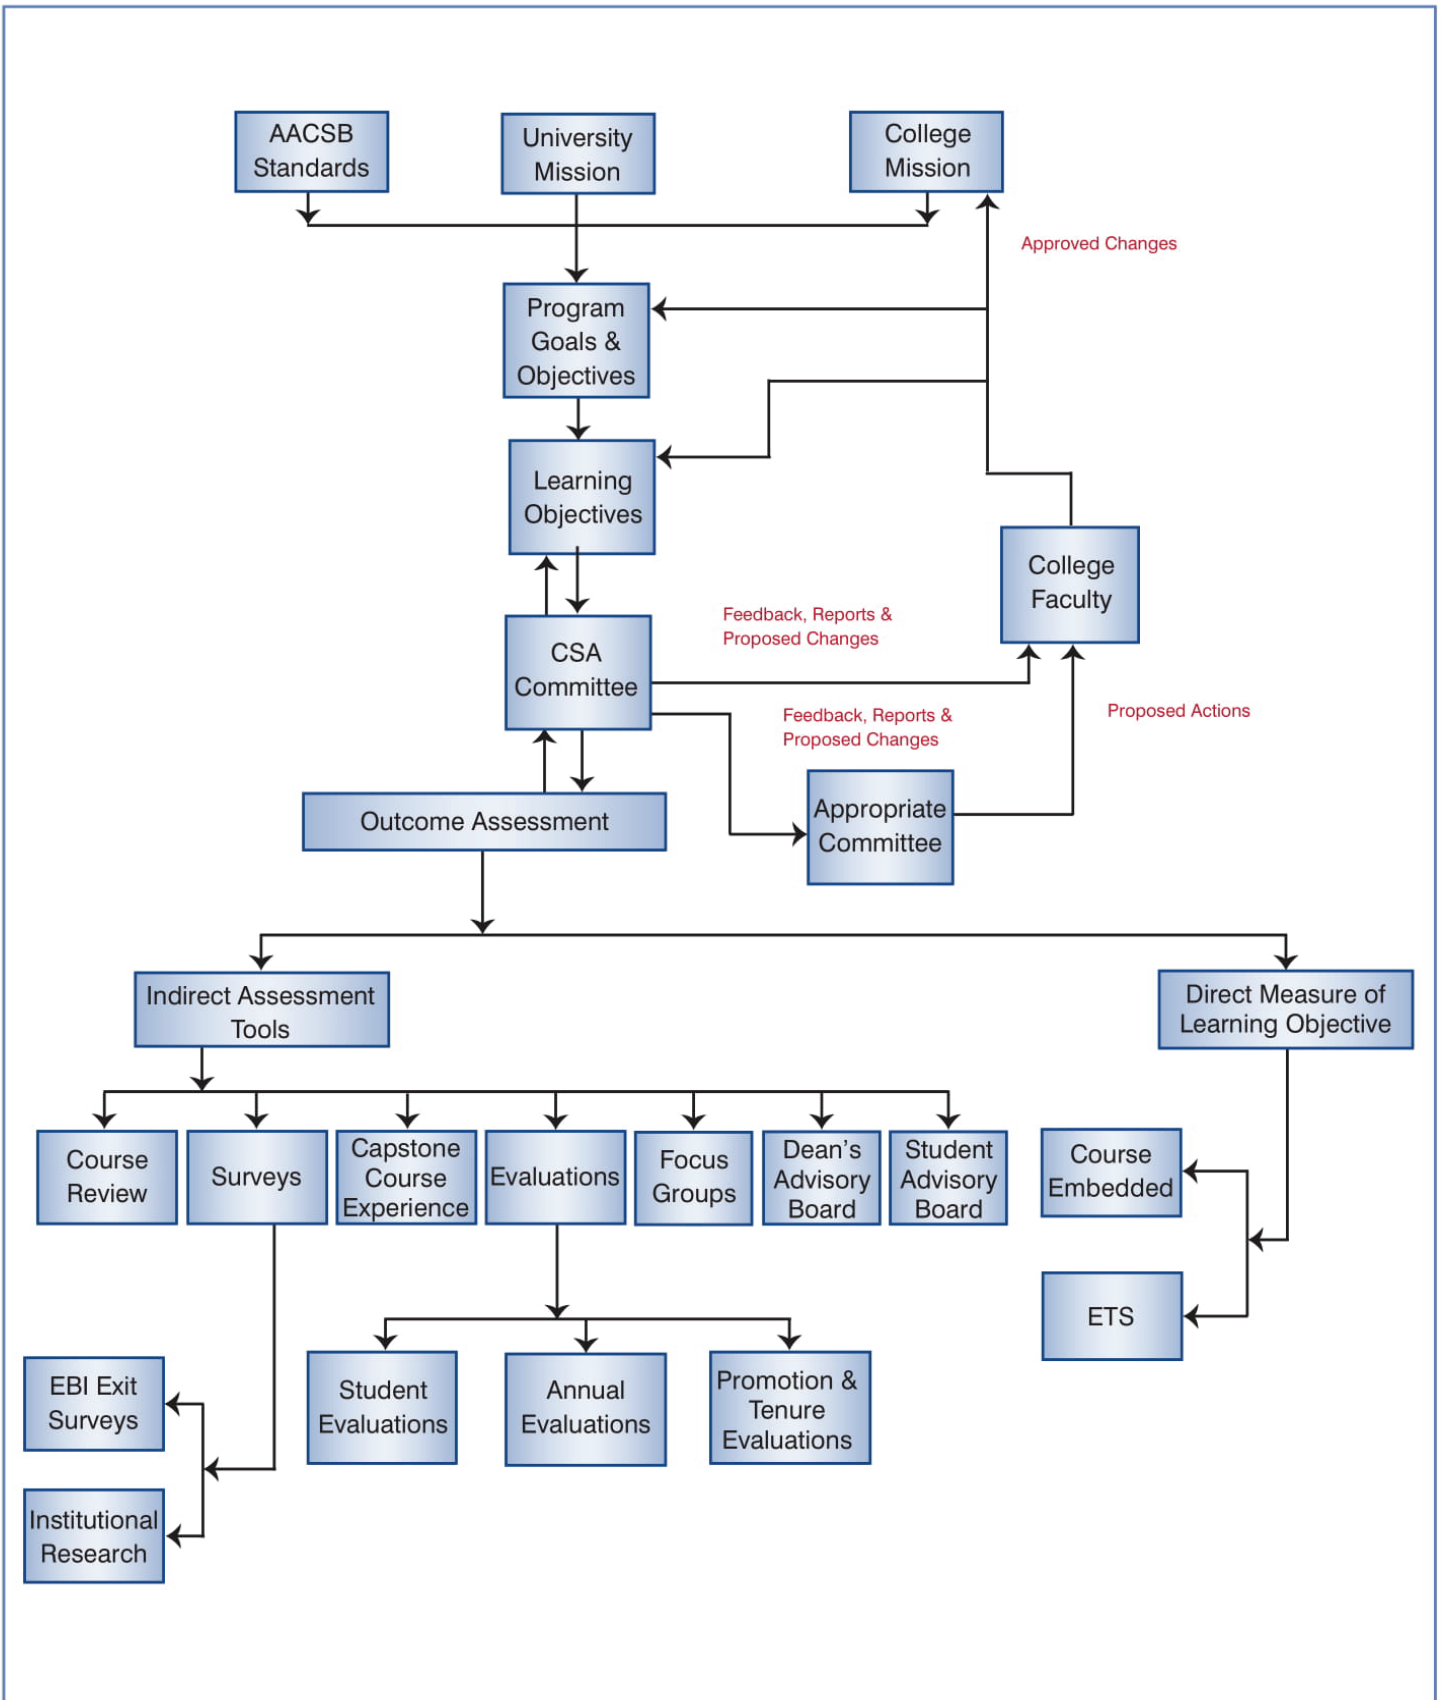 AACSB
Standards
University
Mission
College
Mission
Approved Changes
Program
Goals &
Objectives
Learning
Objectives
College
Faculty
Feedback, Reports &
Proposed Changes
CSA
Committee
Feedback, Reports &
Proposed Changes
Proposed Actions
Outcome Assessment
Appropriate
Committee
Indirect Assessment
Tools
Direct Measure of
Learning Objective
Course
Review
Surveys
Capstone
Course
Experience
Evaluations
Focus
Groups
Dean’s
Advisory
Board
Student
Advisory
Board
Course
Embedded
ETS
EBI Exit
Surveys
Student
Evaluations
Annual
Evaluations
Promotion &
Tenure
Evaluations
Institutional
Research